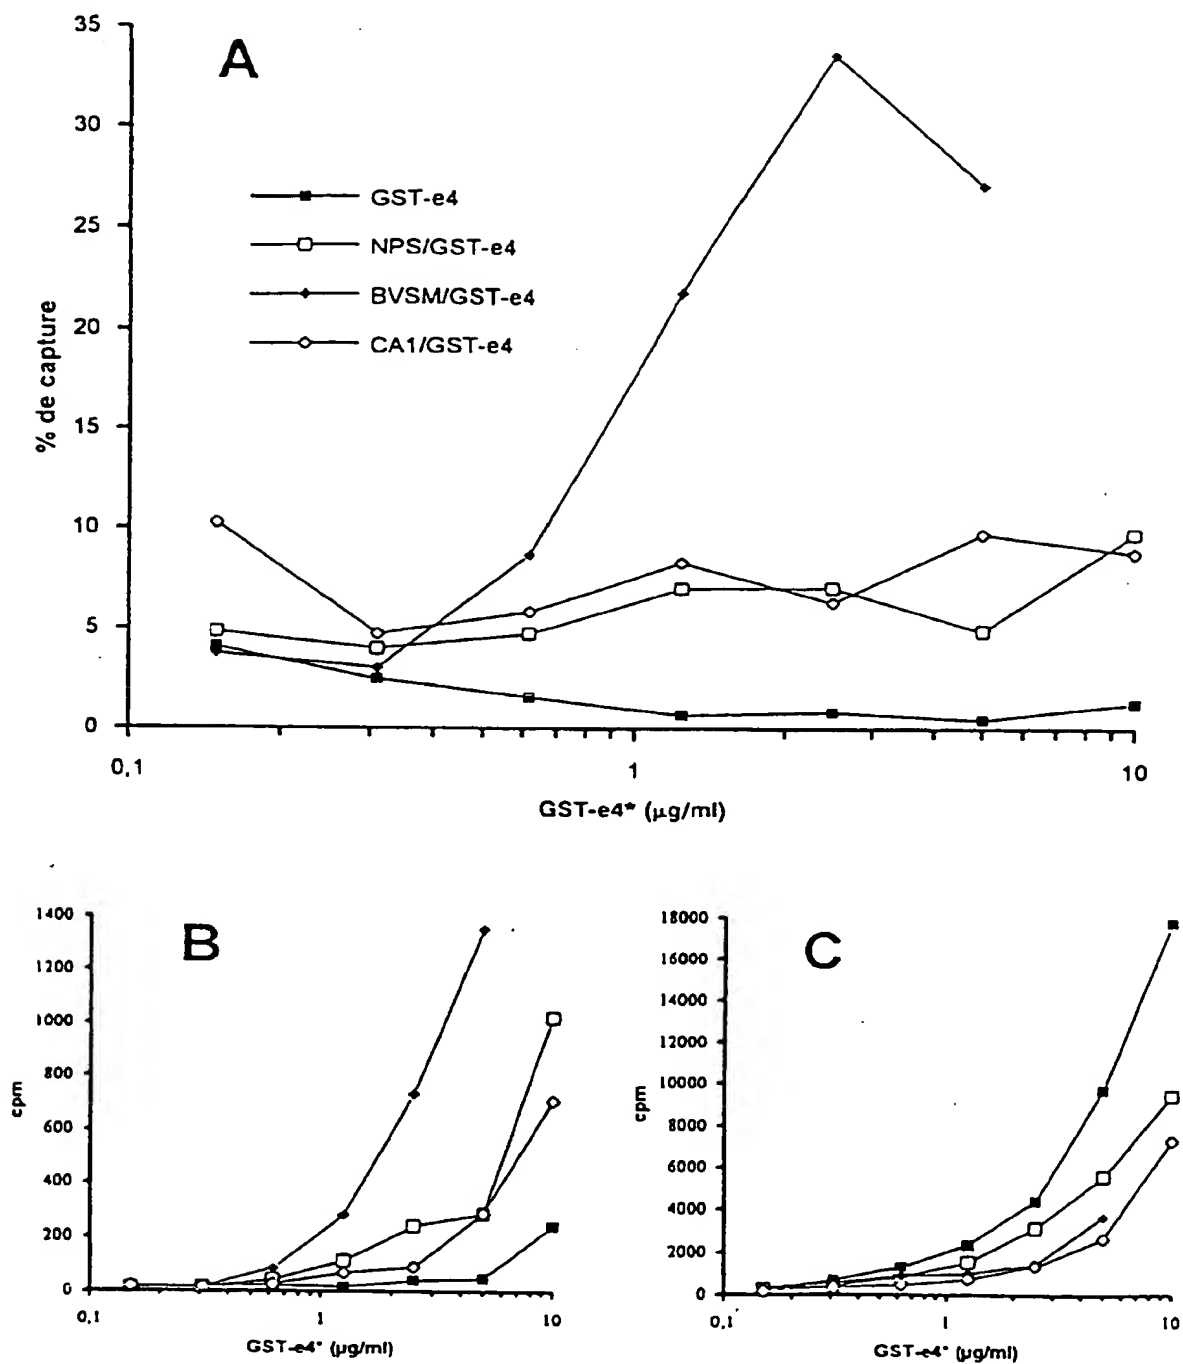 A
35
30
25
20
15
10
5
0
% de capture
GST-e4
NPS/GST-e4
BVSM/GST-e4
CA1/GST-e4
0,1
1
10
GST-e4* (µg/ml)
B
1400
1200
1000
800
600
400
200
0
cpm
0.1
1
10
GST-e4* (µg/ml)
C
18000
16000
14000
12000
10000
8000
6000
4000
2000
0
cpm
0.1
1
10
GST-e4* (µg/ml)